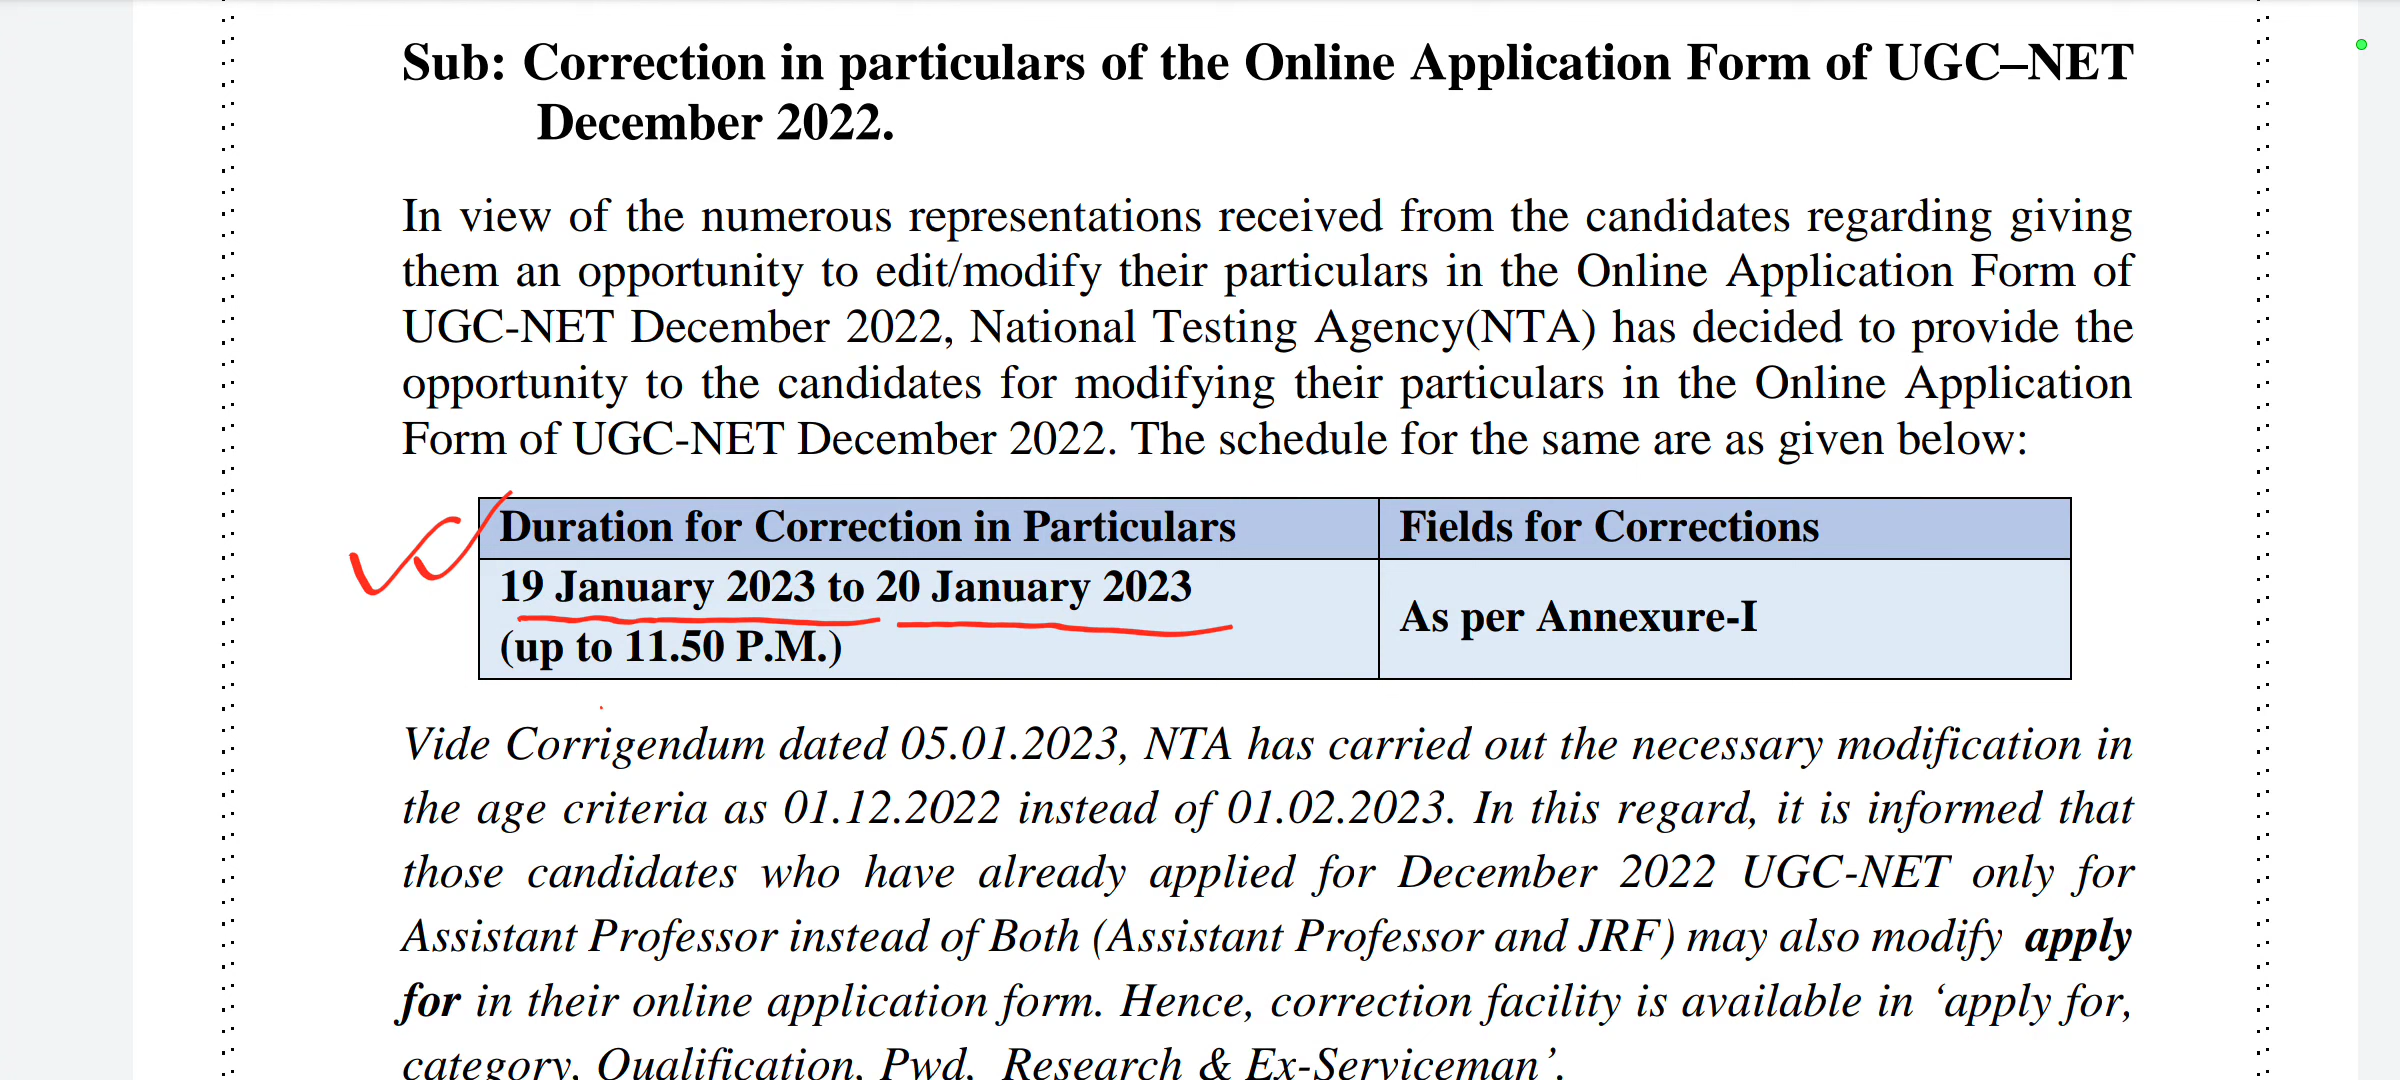 Sub: Correction in particulars of the Online Application Form of UGC–NET
December 2022.
In view of the numerous representations received from the candidates regarding giving
them an opportunity to edit/modify their particulars in the Online Application Form of
UGC-NET December 2022, National Testing Agency(NTA) has decided to provide the
opportunity to the candidates for modifying their particulars in the Online Application
Form of UGC-NET December 2022. The schedule for the same are as given below:
Duration for Correction in Particulars Fields for Corrections
19 January 2023 to 20 January 2023
(up to 11.50 P.M.)
As per Annexure-I
Vide Corrigendum dated 05.01.2023, NTA has carried out the necessary modification in
the age criteria as 01.12.2022 instead of 01.02.2023. In this regard, it is informed that
those candidates who have already applied for December 2022 UGC-NET only for
Assistant Professor instead of Both (Assistant Professor and JRF) may also modify apply
for in their online application form. Hence, correction facility is available in ‘apply for,
category, Qualification, Pwd, Research & Ex-Serviceman’.